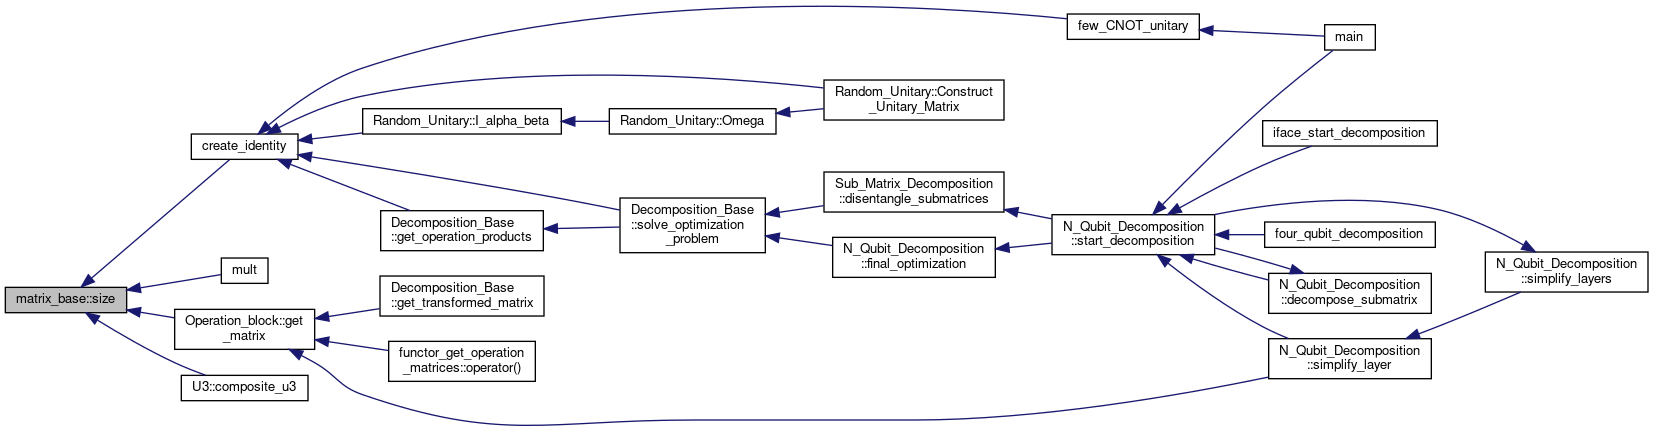 matrix_base::size
create_identity
mult
Operation_block::get
_matrix
U3::composite_u3
Random_Unitary::I_alpha_beta
Decomposition_Base
::get_operation_products
Decomposition_Base
::get_transformed_matrix
functor_get_operation
_matrices::operator()
Random_Unitary::Omega
Decomposition_Base
::solve_optimization
_problem
Random_Unitary::Construct
_Unitary_Matrix
Sub_Matrix_Decomposition
::disentangle_submatrices
N_Qubit_Decomposition
::final_optimization
few_CNOT_unitary
N_Qubit_Decomposition
::start_decomposition
main
iface_start_decomposition
four_qubit_decomposition
N_Qubit_Decomposition
::decompose_submatrix
N_Qubit_Decomposition
::simplify_layer
N_Qubit_Decomposition
::simplify_layers